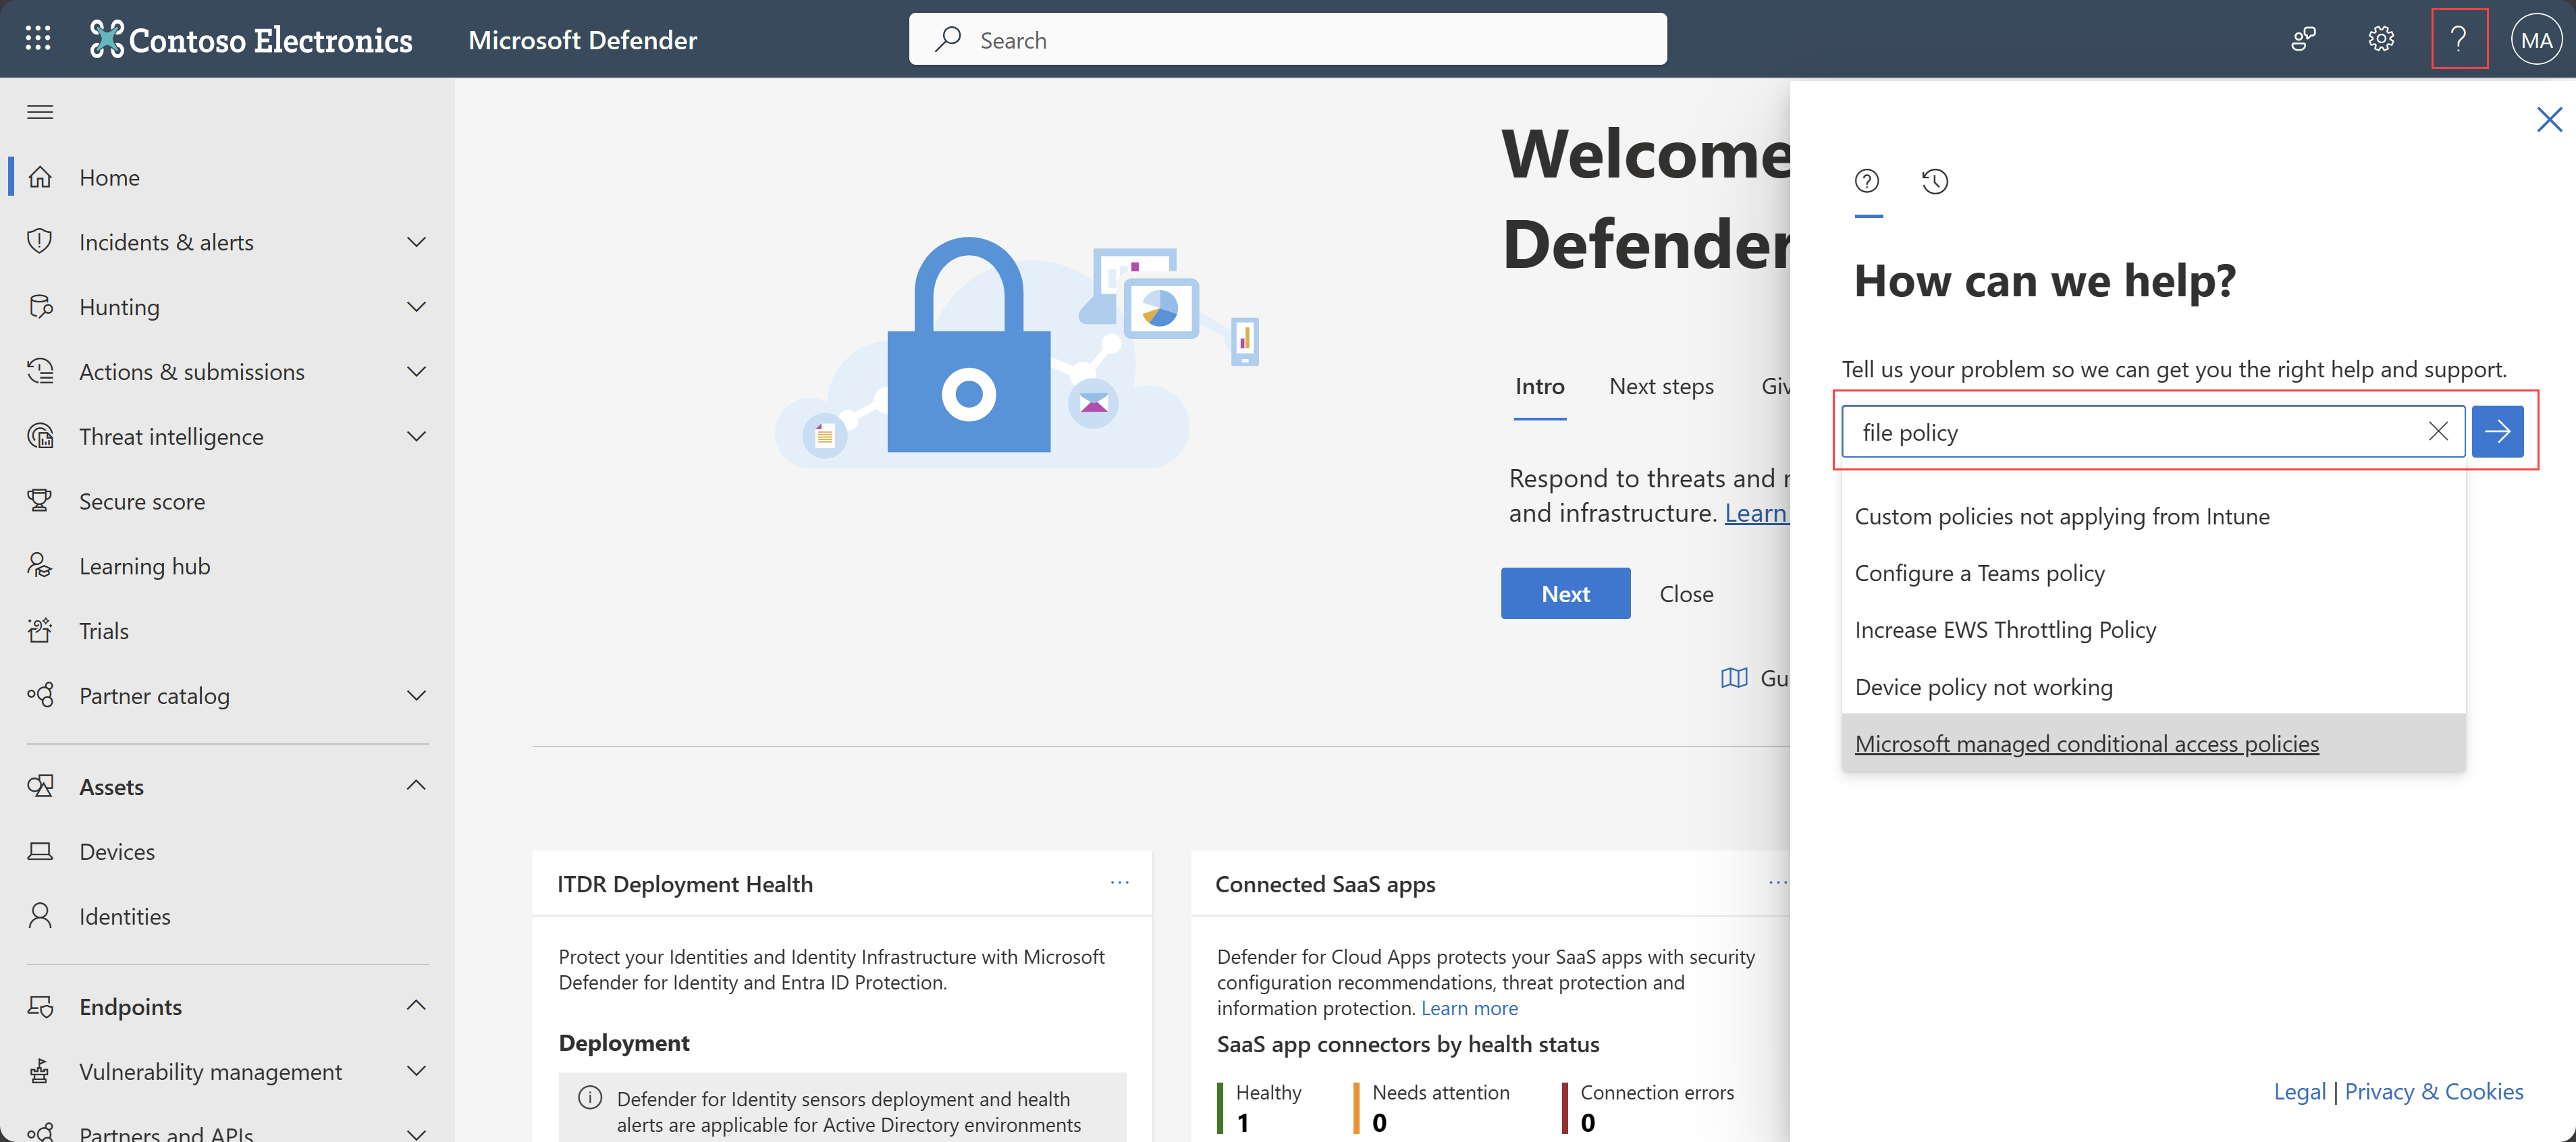 Contoso Electronics
Microsoft Defender
Search
?
MA
Home
Incidents & alerts
Hunting
Actions & submissions
Threat intelligence
Secure score
Learning hub
Trials
Partner catalog
Assets
Devices
Identities
Endpoints
Vulnerability management
Partners and APIs
Welcome
Defender
Intro
Next steps
Giv
Respond to threats and
and infrastructure. Learn
Next
Close
Gu
ITDR Deployment Health
Protect your Identities and Identity Infrastructure with Microsoft
Defender for Identity and Entra ID Protection.
Deployment
Defender for Identity sensors deployment and health
alerts are applicable for Active Directory environments
Connected SaaS apps
Defender for Cloud Apps protects your SaaS apps with security
configuration recommendations, threat protection and
information protection. Learn more
SaaS app connectors by health status
Healthy
1
Needs attention
0
Connection errors
0
How can we help?
Tell us your problem so we can get you the right help and support.
file policy
Custom policies not applying from Intune
Configure a Teams policy
Increase EWS Throttling Policy
Device policy not working
Microsoft managed conditional access policies
Legal | Privacy & Cookies